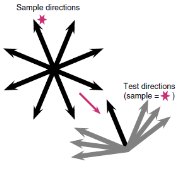 Sample directions
Test directions
(sample = )